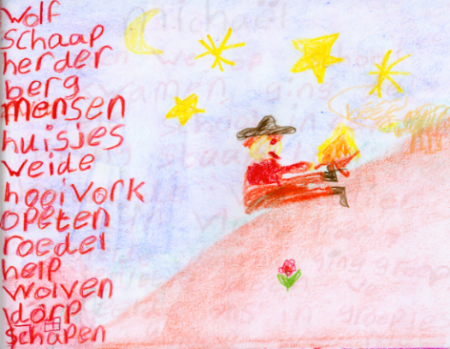 wolf
schaap
herder
berg
mensen
huisjes
weide
hooivork
opeten
roedel
help
wolven
dorp
schapen